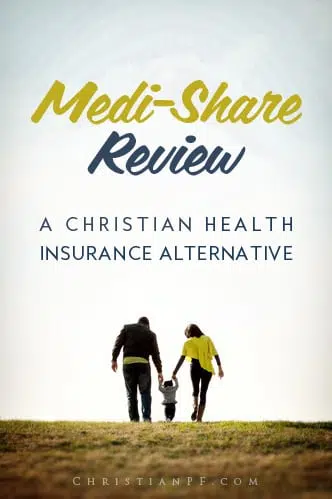 Medi-Share
Review
A CHRISTIAN HEALTH
INSURANCE ALTERNATIVE
CHRISTIANPF.COM